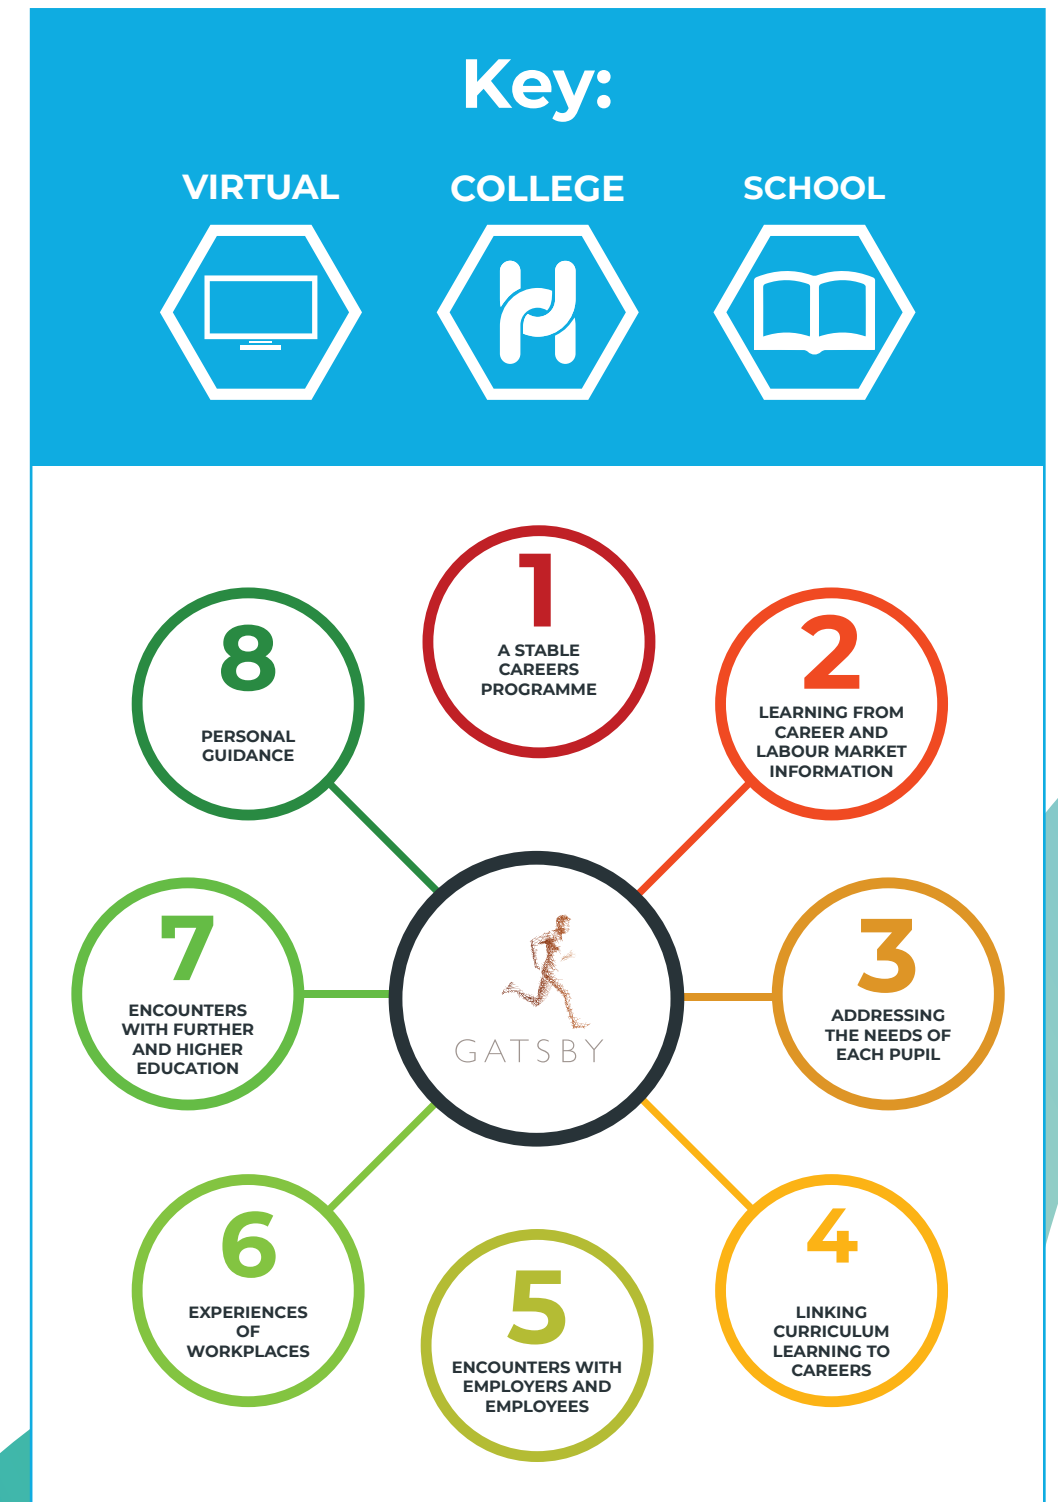 Key:
VIRTUAL
COLLEGE
SCHOOL
1
A STABLE
CAREERS
PROGRAMME
2
LEARNING FROM
CAREER AND
LABOUR MARKET
INFORMATION
3
ADDRESSING
THE NEEDS OF
EACH PUPIL
4
LINKING
CURRICULUM
LEARNING TO
CAREERS
5
ENCOUNTERS WITH
EMPLOYERS AND
EMPLOYEES
6
EXPERIENCES
OF
WORKPLACES
7
ENCOUNTERS
WITH FURTHER
AND HIGHER
EDUCATION
8
PERSONAL
GUIDANCE
GATSBY